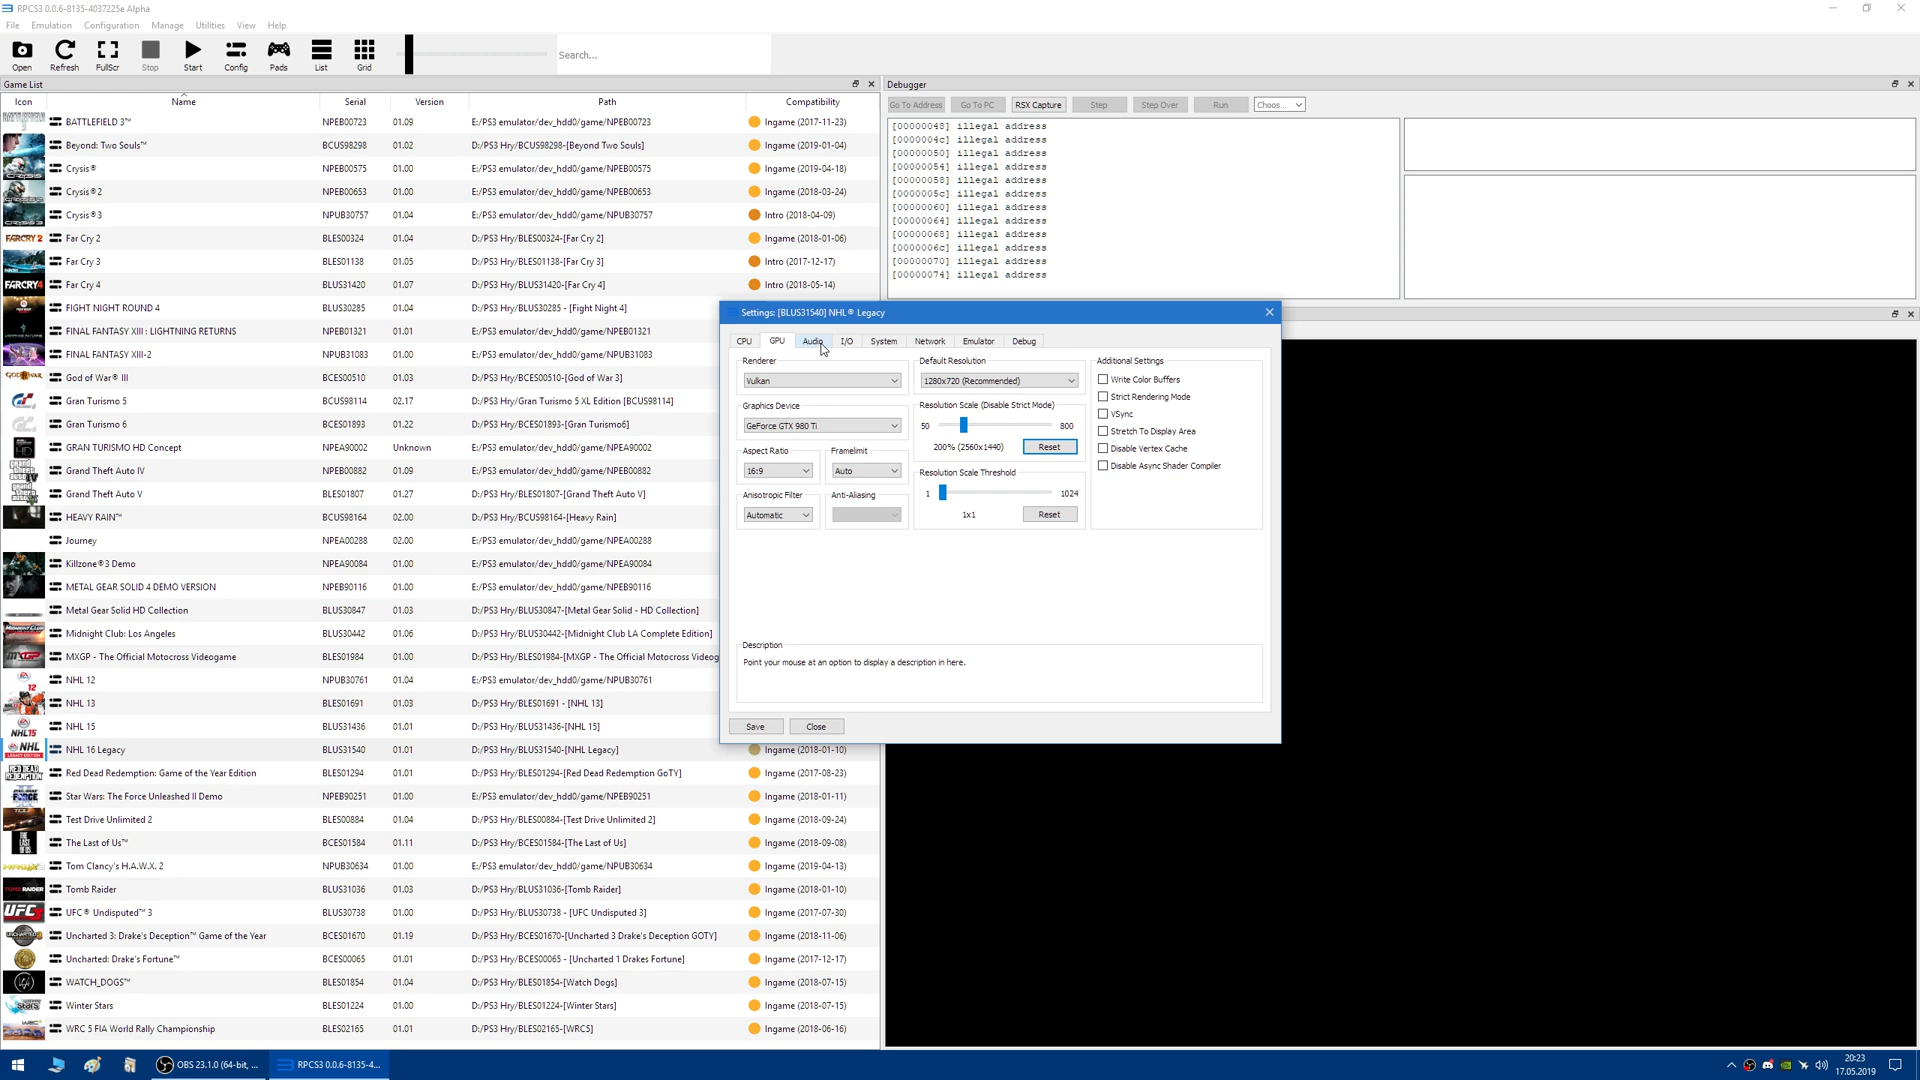 RPCS3 0.0.6-8135-4037225e Alpha
File Emulation Configuration Manage Utilities View Help
Open Refresh FullScr Stop Start Config Pads List Grid Search...
Game List
Icon Name Serial Version Path Compatibility
BATTLEFIELD 3™ NPEB00723 01.09 E:/PS3 emulator/dev_hdd0/game/NPEB00723 Ingame (2017-11-23)
Beyond: Two Souls™ BCUS98298 01.02 D:/PS3 Hry/BCUS98298-[Beyond Two Souls] Ingame (2019-01-04)
Crysis® NPEB00575 01.00 E:/PS3 emulator/dev_hdd0/game/NPEB00575 Ingame (2019-04-18)
Crysis®2 NPEB00653 01.00 E:/PS3 emulator/dev_hdd0/game/NPEB00653 Ingame (2018-03-24)
Crysis®3 NPUB30757 01.04 E:/PS3 emulator/dev_hdd0/game/NPUB30757 Intro (2018-04-09)
FARCRY 2 Far Cry 2 BLES00324 01.04 D:/PS3 Hry/BLES00324-[Far Cry 2] Ingame (2018-01-06)
Far Cry 3 BLES01138 01.05 D:/PS3 Hry/BLES01138-[Far Cry 3] Intro (2017-12-17)
FARCRY4 Far Cry 4 BLUS31420 01.07 D:/PS3 Hry/BLUS31420-[Far Cry 4] Intro (2018-05-14)
FIGHT NIGHT ROUND 4 BLUS30285 01.04 D:/PS3 Hry/BLUS30285 - [Fight Night 4]
FINAL FANTASY XIII : LIGHTNING RETURNS NPEB01321 01.01 E:/PS3 emulator/dev_hdd0/game/NPEB01321
FINAL FANTASY XIII-2 NPUB31083 01.00 E:/PS3 emulator/dev_hdd0/game/NPUB31083
God of War® III BCES00510 01.03 D:/PS3 Hry/BCES00510-[God of War 3]
Gran Turismo 5 BCUS98114 02.17 D:/PS3 Hry/Gran Turismo 5 XL Edition [BCUS98114]
Gran Turismo 6 BCES01893 01.22 D:/PS3 Hry/BCES01893-[Gran Turismo6]
HD GRAN TURISMO HD Concept NPEA90002 Unknown E:/PS3 emulator/dev_hdd0/game/NPEA90002
Grand Theft Auto IV NPEB00882 01.09 E:/PS3 emulator/dev_hdd0/game/NPEB00882
Grand Theft Auto V BLES01807 01.27 D:/PS3 Hry/BLES01807-[Grand Theft Auto V]
HEAVY RAIN™ BCUS98164 02.00 D:/PS3 Hry/BCUS98164-[Heavy Rain]
Journey NPEA00288 02.00 E:/PS3 emulator/dev_hdd0/game/NPEA00288
Killzone®3 Demo NPEA90084 01.00 E:/PS3 emulator/dev_hdd0/game/NPEA90084
METAL GEAR SOLID 4 DEMO VERSION NPEB90116 01.00 E:/PS3 emulator/dev_hdd0/game/NPEB90116
Metal Gear Solid HD Collection BLUS30847 01.03 D:/PS3 Hry/BLUS30847-[Metal Gear Solid - HD Collection]
Midnight Club: Los Angeles BLUS30442 01.06 D:/PS3 Hry/BLUS30442-[Midnight Club LA Complete Edition]
MXGP MXGP - The Official Motocross Videogame BLES01984 01.00 D:/PS3 Hry/BLES01984-[MXGP - The Official Motocross Videog
12 NHL 12 NPUB30761 01.04 E:/PS3 emulator/dev_hdd0/game/NPUB30761
NHL 13 BLES01691 01.03 D:/PS3 Hry/BLES01691 - [NHL 13]
NHL15 NHL 15 BLUS31436 01.01 D:/PS3 Hry/BLUS31436-[NHL 15]
NHL NHL 16 Legacy BLUS31540 01.01 D:/PS3 Hry/BLUS31540-[NHL Legacy] Ingame (2018-01-10)
Red Dead Redemption: Game of the Year Edition BLES01294 01.01 D:/PS3 Hry/BLES01294-[Red Dead Redemption GoTY] Ingame (2017-08-23)
Star Wars: The Force Unleashed II Demo NPEB90251 01.00 E:/PS3 emulator/dev_hdd0/game/NPEB90251 Ingame (2018-01-11)
Test Drive Unlimited 2 BLES00884 01.04 D:/PS3 Hry/BLES00884-[Test Drive Unlimited 2] Ingame (2018-09-24)
The Last of Us™ BCES01584 01.11 D:/PS3 Hry/BCES01584-[The Last of Us] Ingame (2018-09-08)
Tom Clancy's H.A.W.X. 2 NPUB30634 01.00 E:/PS3 emulator/dev_hdd0/game/NPUB30634 Ingame (2019-04-13)
TOMB RAIDER Tomb Raider BLUS31036 01.03 D:/PS3 Hry/BLUS31036-[Tomb Raider] Ingame (2018-01-10)
UFC3 UFC® Undisputed™ 3 BLUS30738 01.00 D:/PS3 Hry/BLUS30738 - [UFC Undisputed 3] Ingame (2017-07-30)
Uncharted 3: Drake's Deception™ Game of the Year BCES01670 01.19 D:/PS3 Hry/BCES01670-[Uncharted 3 Drake's Deception GOTY] Ingame (2018-11-06)
Uncharted: Drake's Fortune™ BCES00065 01.01 D:/PS3 Hry/BCES00065 - [Uncharted 1 Drakes Fortune] Ingame (2017-12-17)
WATCH_DOGS™ BLES01854 01.04 D:/PS3 Hry/BLES01854-[Watch Dogs] Ingame (2018-07-15)
Winter Stars BLES01224 01.00 D:/PS3 Hry/BLES01224-[Winter Stars] Ingame (2018-07-15)
WRC 5 FIA World Rally Championship BLES02165 01.01 D:/PS3 Hry/BLES02165-[WRC5] Ingame (2018-06-16)
Debugger
Go To Address Go To PC RSX Capture Step Step Over Run Choos...
[00000048] illegal address
[0000004c] illegal address
[00000050] illegal address
[00000054] illegal address
[00000058] illegal address
[0000005c] illegal address
[00000060] illegal address
[00000064] illegal address
[00000068] illegal address
[0000006c] illegal address
[00000070] illegal address
[00000074] illegal address
Settings: [BLUS31540] NHL® Legacy
CPU GPU Audio I/O System Network Emulator Debug
Renderer
Vulkan
Graphics Device
GeForce GTX 980 Ti
Aspect Ratio Framelimit
16:9 Auto
Anisotropic Filter Anti-Aliasing
Automatic
Default Resolution
1280x720 (Recommended)
Resolution Scale (Disable Strict Mode)
50 800
200% (2560x1440) Reset
Resolution Scale Threshold
1 1024
1x1 Reset
Additional Settings
Write Color Buffers
Strict Rendering Mode
VSync
Stretch To Display Area
Disable Vertex Cache
Disable Async Shader Compiler
Description
Point your mouse at an option to display a description in here.
Save Close
OBS 23.1.0 (64-bit, ... RPCS3 0.0.6-8135-4...
20:23
17.05.2019